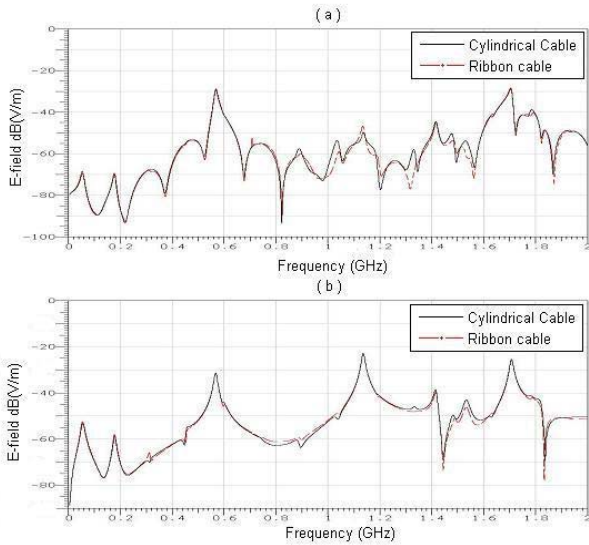 ( a )
0
-20
-40
-60
-80
-100
E-field dB(V/m)
Cylindrical Cable
Ribbon cable
0 0.2 0.4 0.6 0.8 1 1.2 1.4 1.6 1.8 2
Frequency (GHz)
( b )
0
-20
-40
-60
-80
E-field dB(V/m)
Cylindrical Cable
Ribbon cable
0 0.2 0.4 0.6 0.8 1 1.2 1.4 1.6 1.8 2
Frequency (GHz)